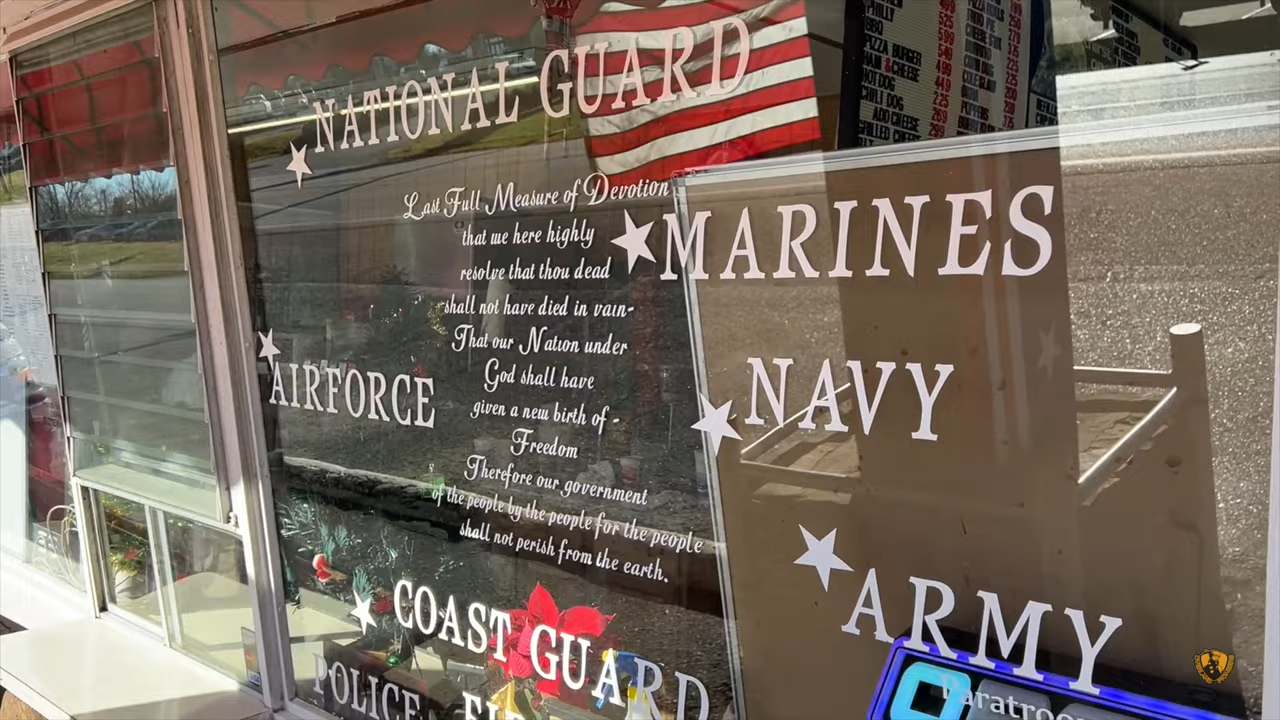 NATIONAL GUARD
Last Full Measure of Devotion
that we here highly
resolve that thou dead
shall not have died in vain-
That our Nation under
God shall have
given a new birth of -
Freedom
Therefore our government
of the people by the people for the people
shall not perish from the earth.
MARINES
AIRFORCE
NAVY
ARMY
COAST GUARD
POLICE
PHILLY
BBQ
PIZZA BURGER
HAM &CHEESE
HOT DOG
CHILI DOG
ADD CHEESE
GRILLED CHEESE